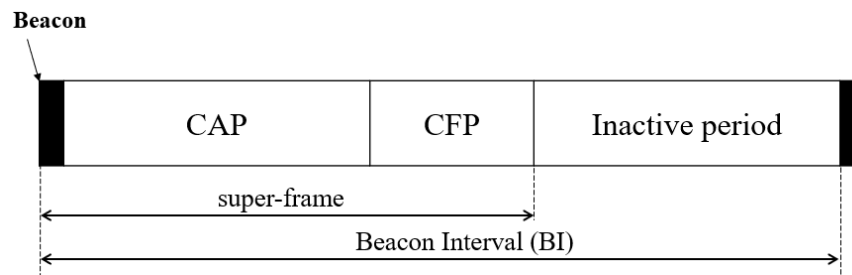 Beacon
CAP
CFP
Inactive period
super-frame
Beacon Interval (BI)